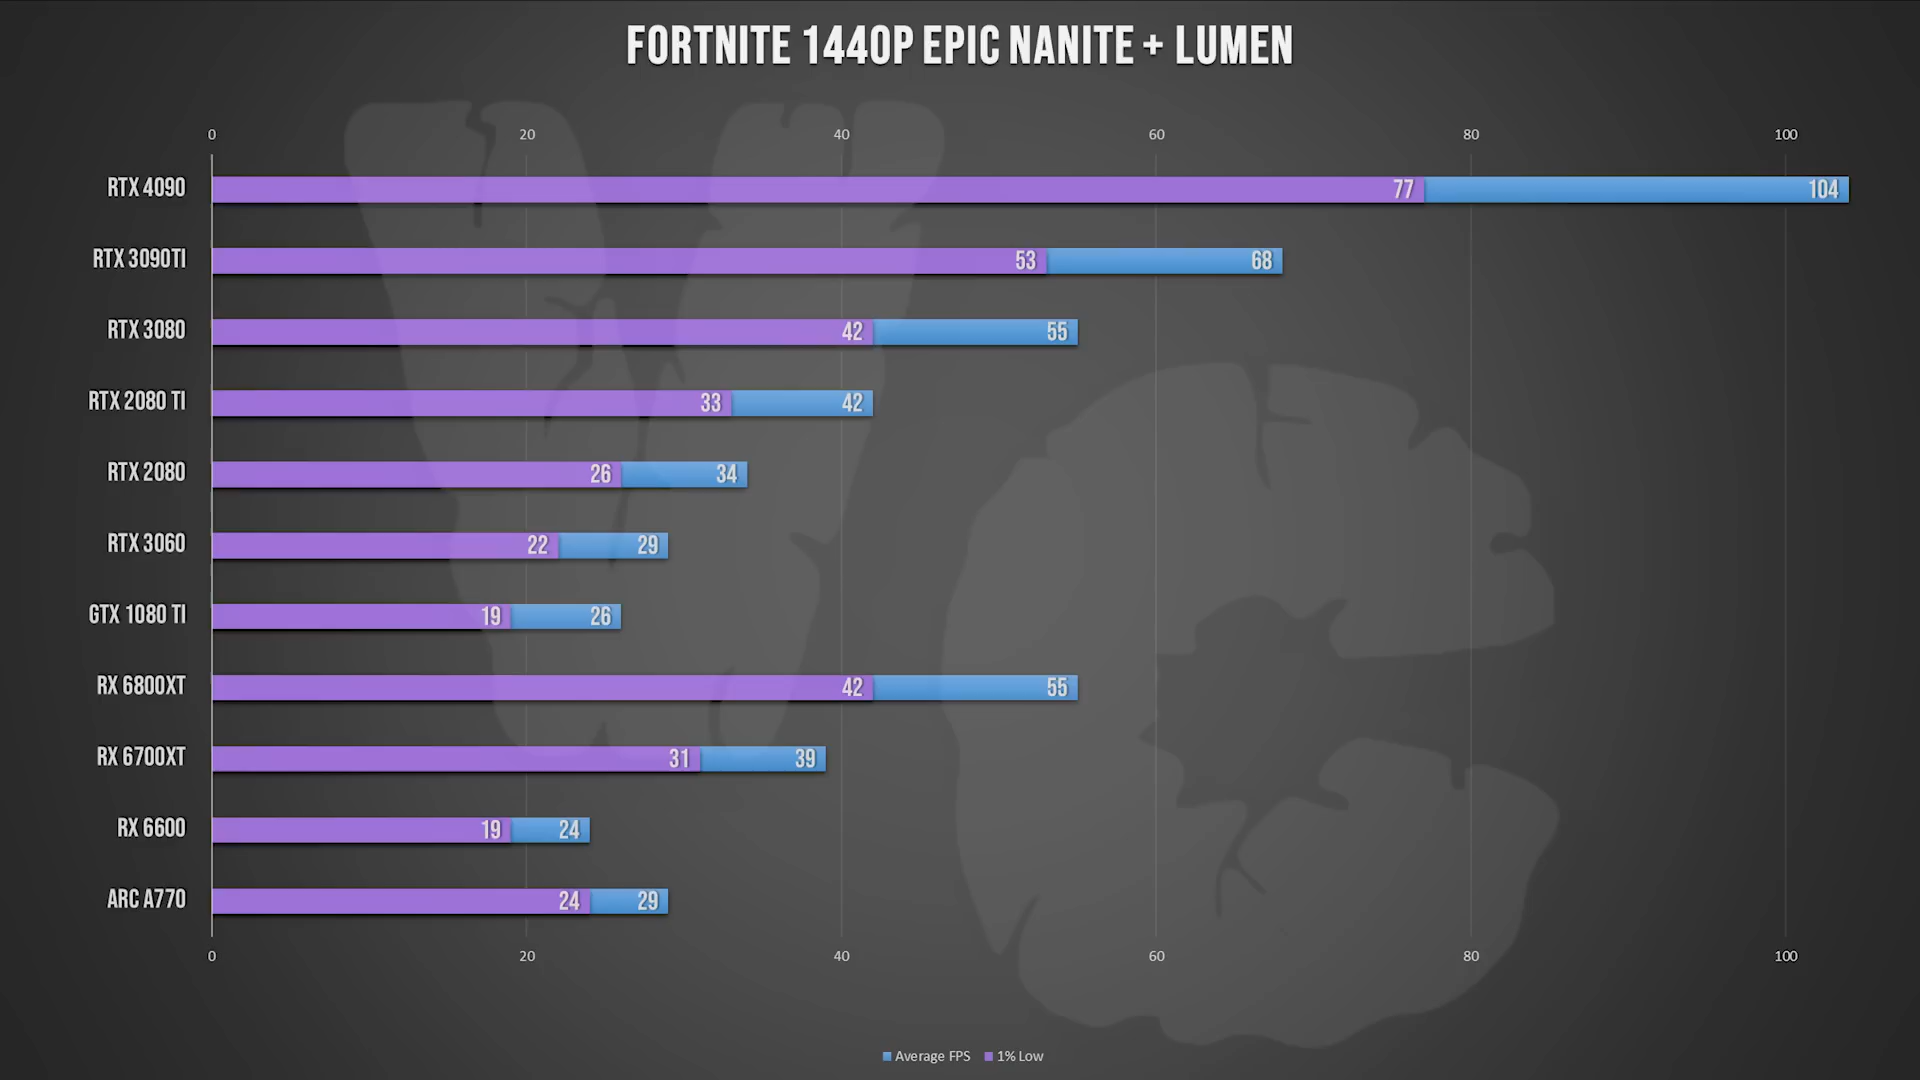 FORTNITE 1440P EPIC NANITE + LUMEN
0 20 40 60 80 100
RTX 4090 77 104
RTX 3090TI 53 68
RTX 3080 42 55
RTX 2080 TI 33 42
RTX 2080 26 34
RTX 3060 22 29
GTX 1080 TI 19 26
RX 6800XT 42 55
RX 6700XT 31 39
RX 6600 19 24
ARC A770 24 29
0 20 40 60 80 100
Average FPS 1% Low